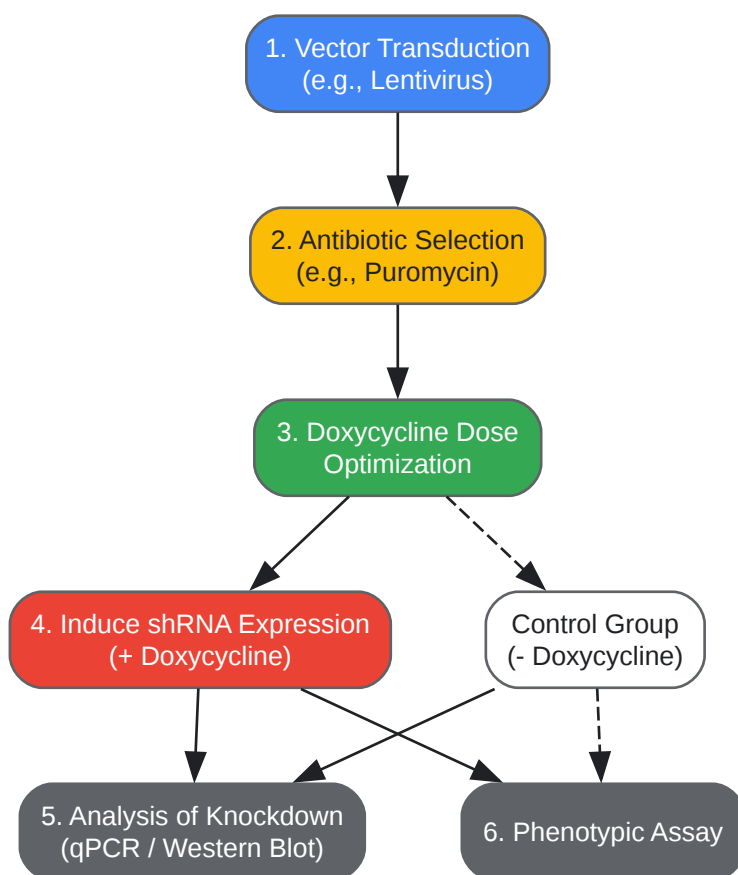 1. Vector Transduction
(e.g., Lentivirus)
2. Antibiotic Selection
(e.g., Puromycin)
3. Doxycycline Dose
Optimization
4. Induce shRNA Expression
(+ Doxycycline)
Control Group
(- Doxycycline)
5. Analysis of Knockdown
(qPCR / Western Blot)
6. Phenotypic Assay